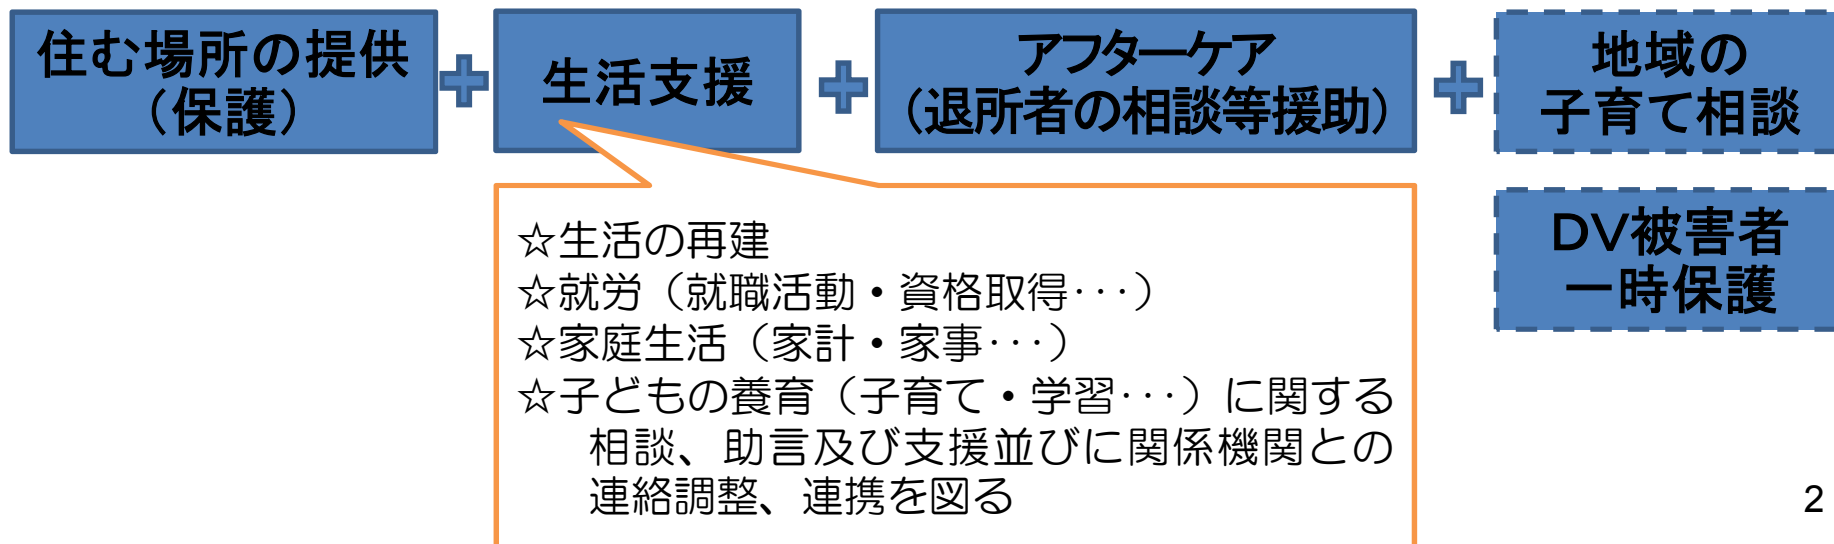 住む場所の提供
（保護）
生活支援
アフターケア
（退所者の相談等援助）
地域の
子育て相談
DV被害者
一時保護
☆生活の再建
☆就労（就職活動・資格取得･･･）
☆家庭生活（家計・家事･･･）
☆子どもの養育（子育て・学習･･･）に関する
相談、助言及び支援並びに関係機関との
連絡調整、連携を図る
2